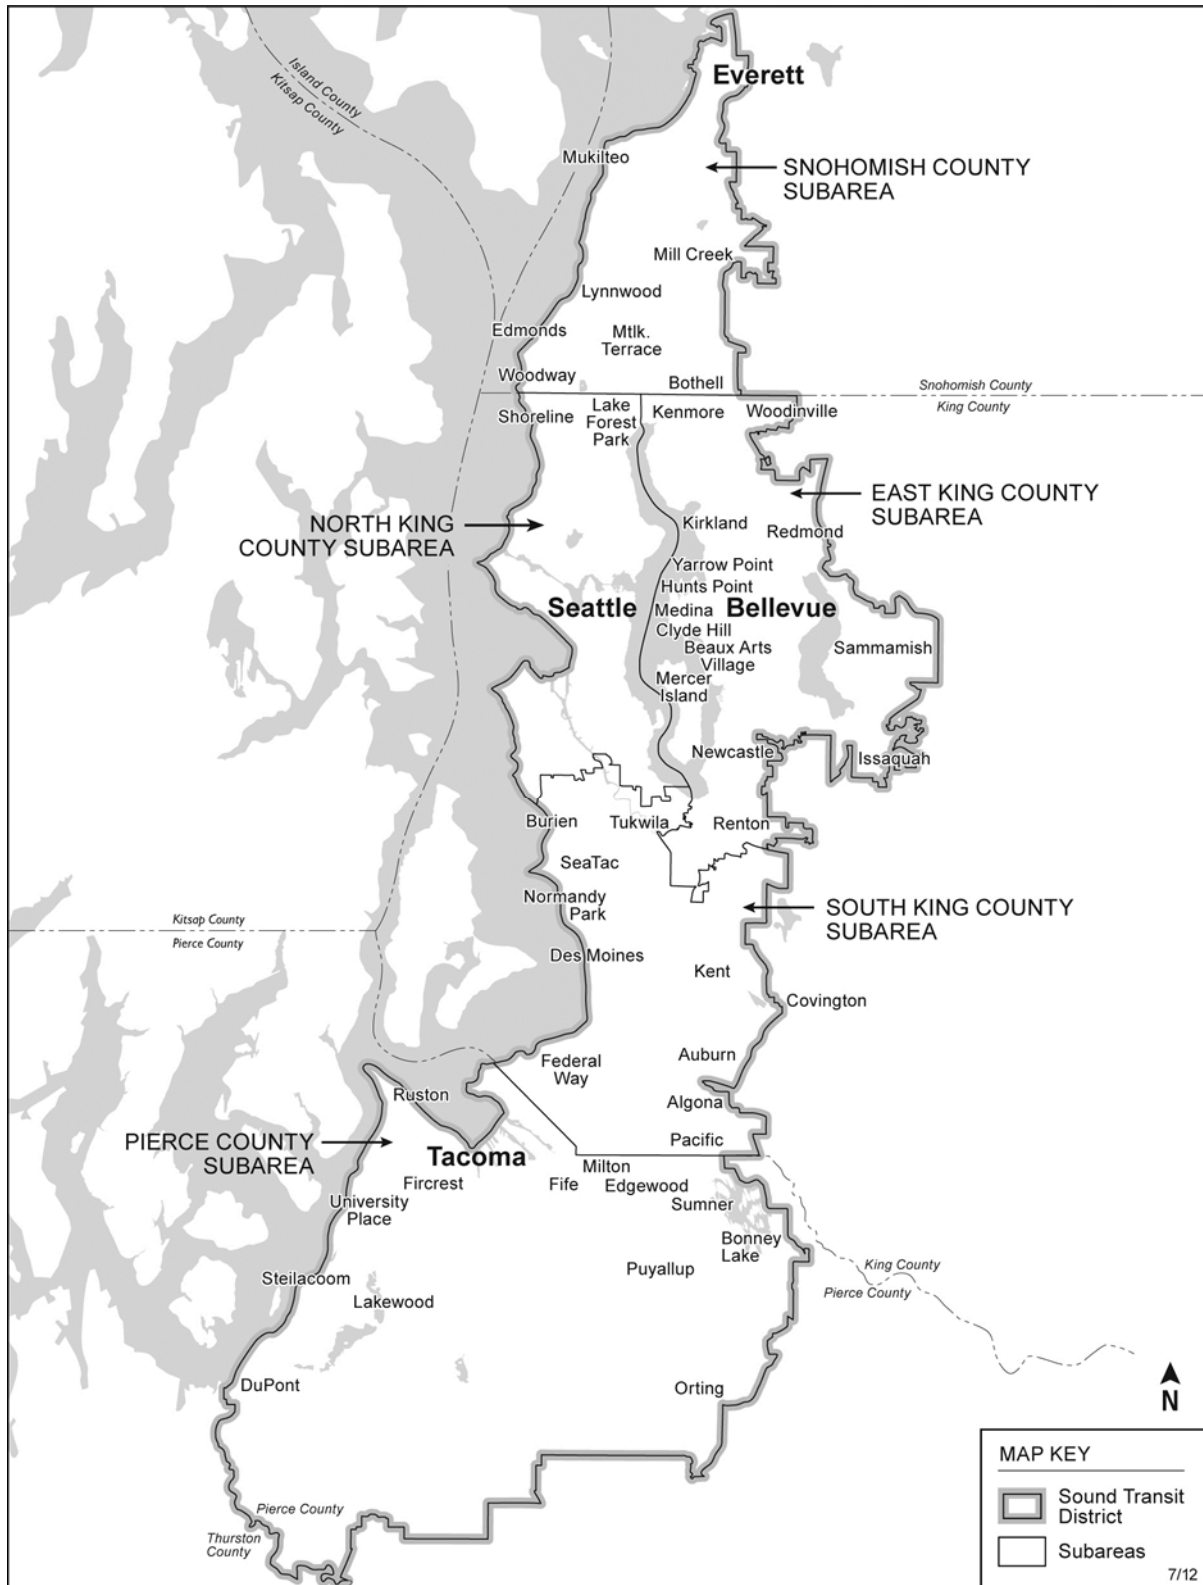 Everett
Island County
Kitsap County
Mukilteo
SNOHOMISH COUNTY
SUBAREA
Mill Creek
Lynnwood
Edmonds
Mtlk.
Terrace
Woodway
Bothell
Snohomish County
King County
Shoreline
Lake
Forest
Park
Kenmore
Woodinville
EAST KING COUNTY
SUBAREA
NORTH KING
COUNTY SUBAREA
Kirkland
Redmond
Yarrow Point
Hunts Point
Seattle
Medina
Bellevue
Clyde Hill
Beaux Arts
Village
Sammamish
Mercer
Island
Newcastle
Issaquah
Burien
Tukwila
Renton
SeaTac
Normandy
Park
SOUTH KING COUNTY
SUBAREA
Kitsap County
Pierce County
Des Moines
Kent
Covington
Federal
Way
Auburn
Ruston
Algona
PIERCE COUNTY
SUBAREA
Pacific
Tacoma
Milton
Fircrest
Fife
Edgewood
University
Place
Sumner
Bonney
Lake
Puyallup
King County
Pierce County
Steilacoom
Lakewood
DuPont
Orting
N
Pierce County
Thurston
County
MAP KEY
Sound Transit
District
Subareas
7/12